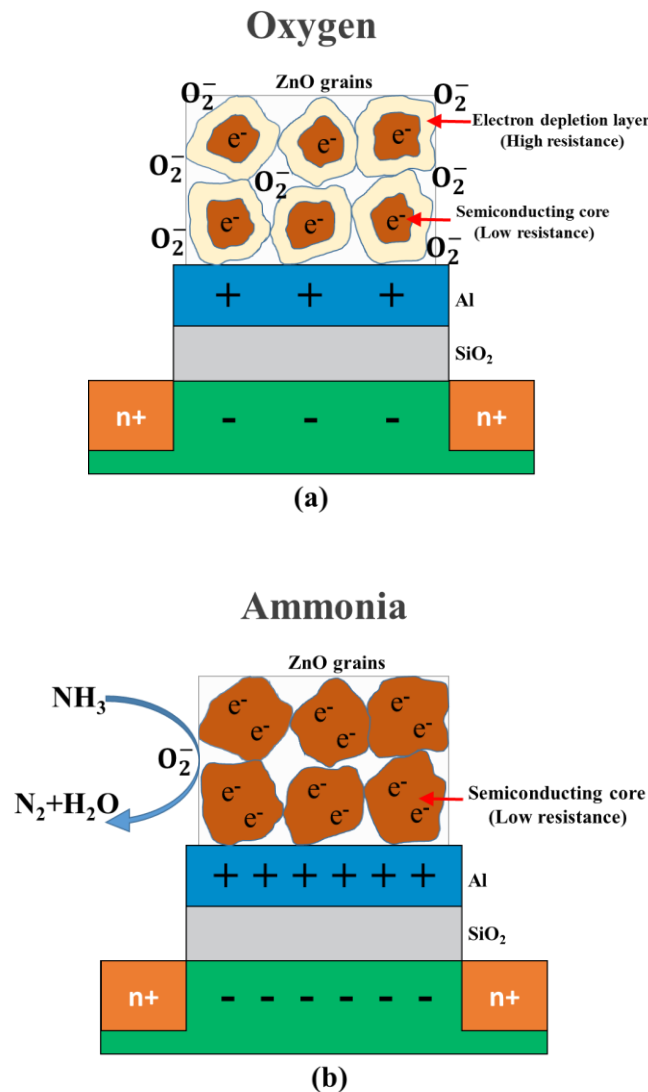 Oxygen
ZnO grains
O₂⁻ O₂⁻
e⁻ e⁻ e⁻
Electron depletion layer
(High resistance)
O₂⁻ O₂⁻ O₂⁻
e⁻ e⁻ e⁻
Semiconducting core
(Low resistance)
O₂⁻ O₂⁻
+ + +
Al
SiO₂
n+ - - - n+
(a)
Ammonia
ZnO grains
NH₃
e⁻ e⁻ e⁻
e⁻ e⁻ e⁻
O₂⁻
N₂+H₂O
e⁻ e⁻ e⁻
e⁻ e⁻ e⁻
Semiconducting core
(Low resistance)
+ + + + + +
Al
SiO₂
n+ - - - - - - n+
(b)